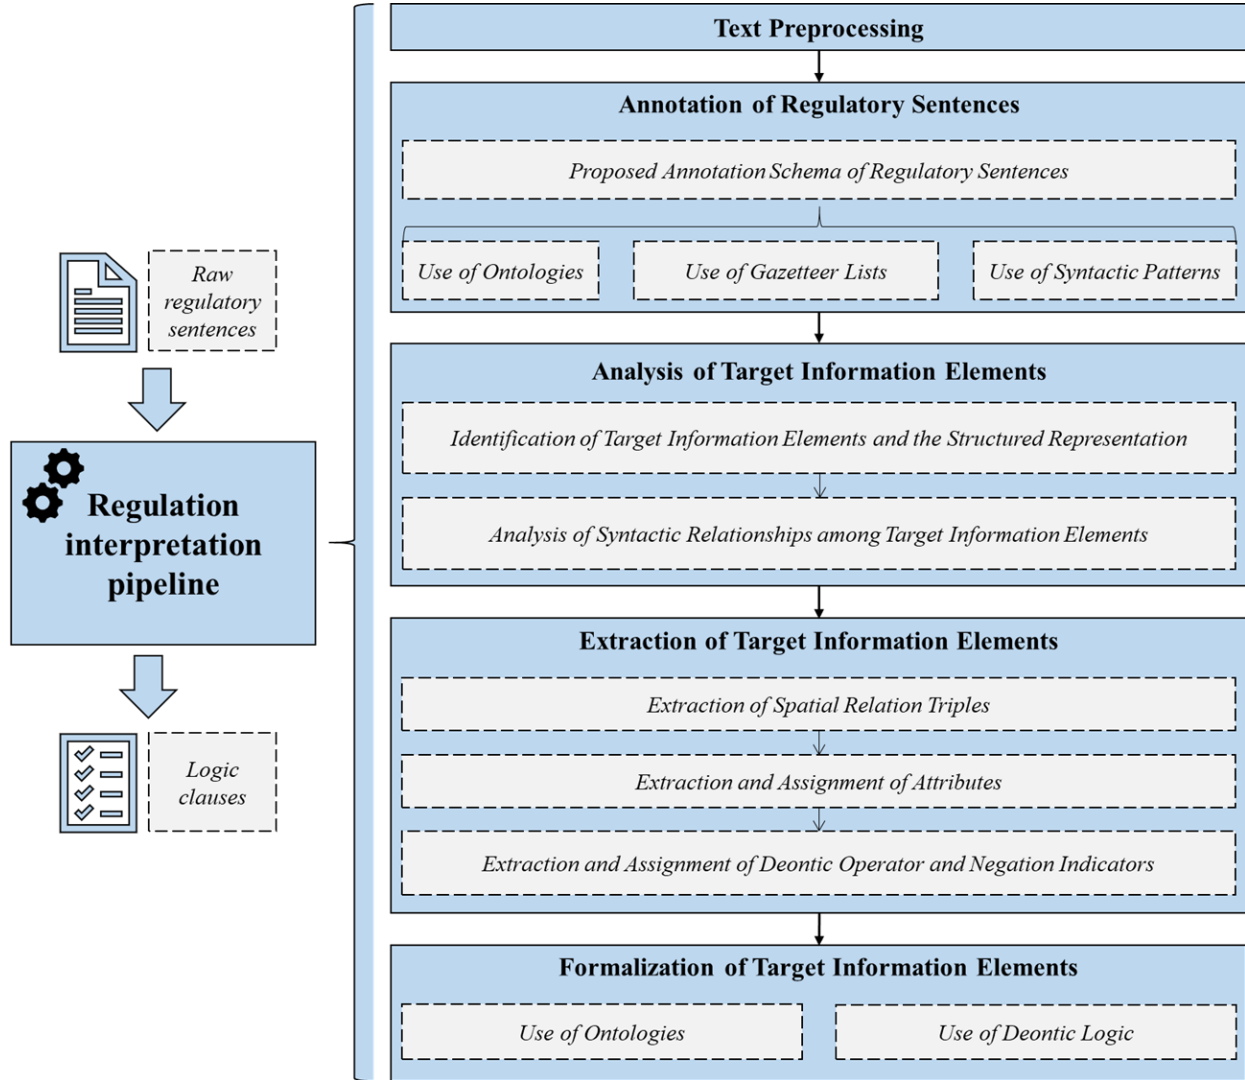 Raw
regulatory
sentences
Regulation
interpretation
pipeline
Logic
clauses
Text Preprocessing
Annotation of Regulatory Sentences
Proposed Annotation Schema of Regulatory Sentences
Use of Ontologies
Use of Gazetteer Lists
Use of Syntactic Patterns
Analysis of Target Information Elements
Identification of Target Information Elements and the Structured Representation
Analysis of Syntactic Relationships among Target Information Elements
Extraction of Target Information Elements
Extraction of Spatial Relation Triples
Extraction and Assignment of Attributes
Extraction and Assignment of Deontic Operator and Negation Indicators
Formalization of Target Information Elements
Use of Ontologies
Use of Deontic Logic